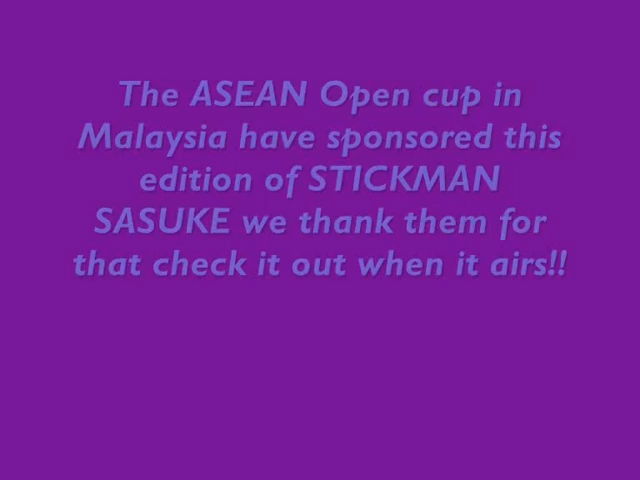 The ASEAN Open cup in
Malaysia have sponsored this
edition of STICKMAN
SASUKE we thank them for
that check it out when it airs!!